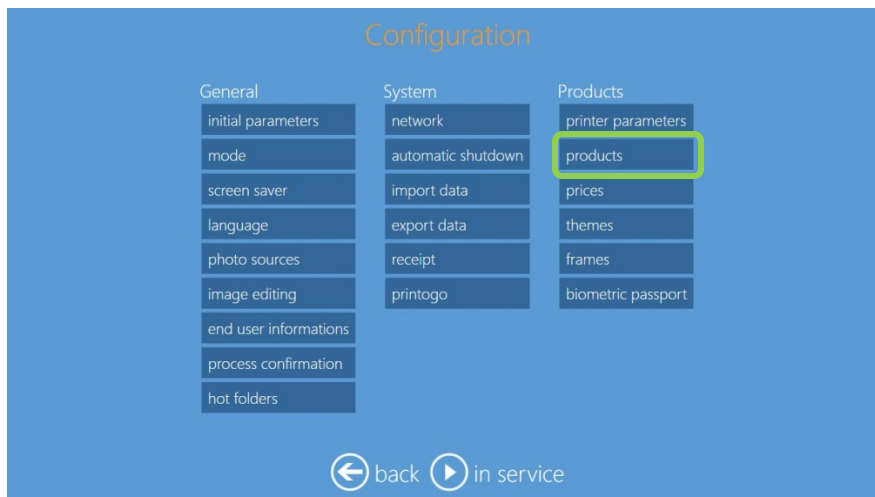 Configuration
General
initial parameters
mode
screen saver
language
photo sources
image editing
end user informations
process confirmation
hot folders
System
network
automatic shutdown
import data
export data
receipt
printogo
Products
printer parameters
products
prices
themes
frames
biometric passport
back in service